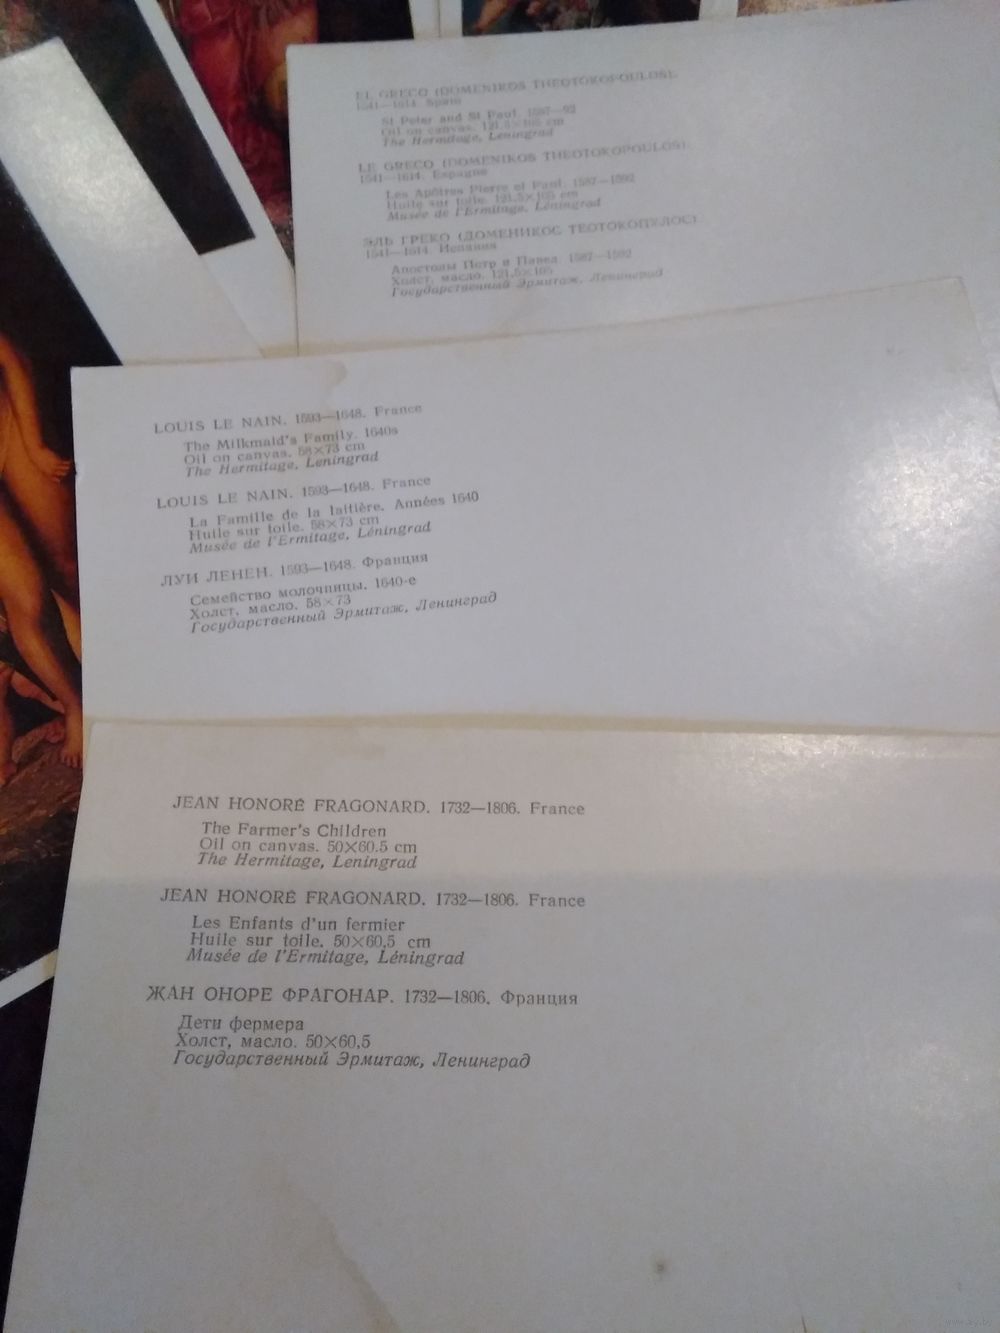 EL GRECO (DOMENIKOS THEOTOKOPOULOS).
1541—1614. Spain
St Peter and St Paul. 1587—92
Oil on canvas. 121.5×105 cm
The Hermitage, Leningrad
LE GRECO (DOMENIKOS THEOTOKOPOULOS).
1541—1614. Espagne
Les Apôtres Pierre et Paul. 1587—1592
Huile sur toile. 121,5×105 cm
Musée de l'Ermitage, Léningrad
ЭЛЬ ГРЕКО (ДОМЕНИКОС ТЕОТОКОПУЛОС).
1541—1614. Испания
Апостолы Петр и Павел. 1587—1592
Холст, масло. 121,5×105
Государственный Эрмитаж, Ленинград
LOUIS LE NAIN. 1593—1648. France
The Milkmaid's Family. 1640s
Oil on canvas. 58×73 cm
The Hermitage, Leningrad
LOUIS LE NAIN. 1593—1648. France
La Famille de la laitière. Années 1640
Huile sur toile. 58×73 cm
Musée de l'Ermitage, Léningrad
ЛУИ ЛЕНЕН. 1593—1648. Франция
Семейство молочницы. 1640-е
Холст, масло. 58×73
Государственный Эрмитаж, Ленинград
JEAN HONORÉ FRAGONARD. 1732—1806. France
The Farmer's Children
Oil on canvas. 50×60.5 cm
The Hermitage, Leningrad
JEAN HONORÉ FRAGONARD. 1732—1806. France
Les Enfants d'un fermier
Huile sur toile. 50×60,5 cm
Musée de l'Ermitage, Léningrad
ЖАН ОНОРЕ ФРАГОНАР. 1732—1806. Франция
Дети фермера
Холст, масло. 50×60,5
Государственный Эрмитаж, Ленинград